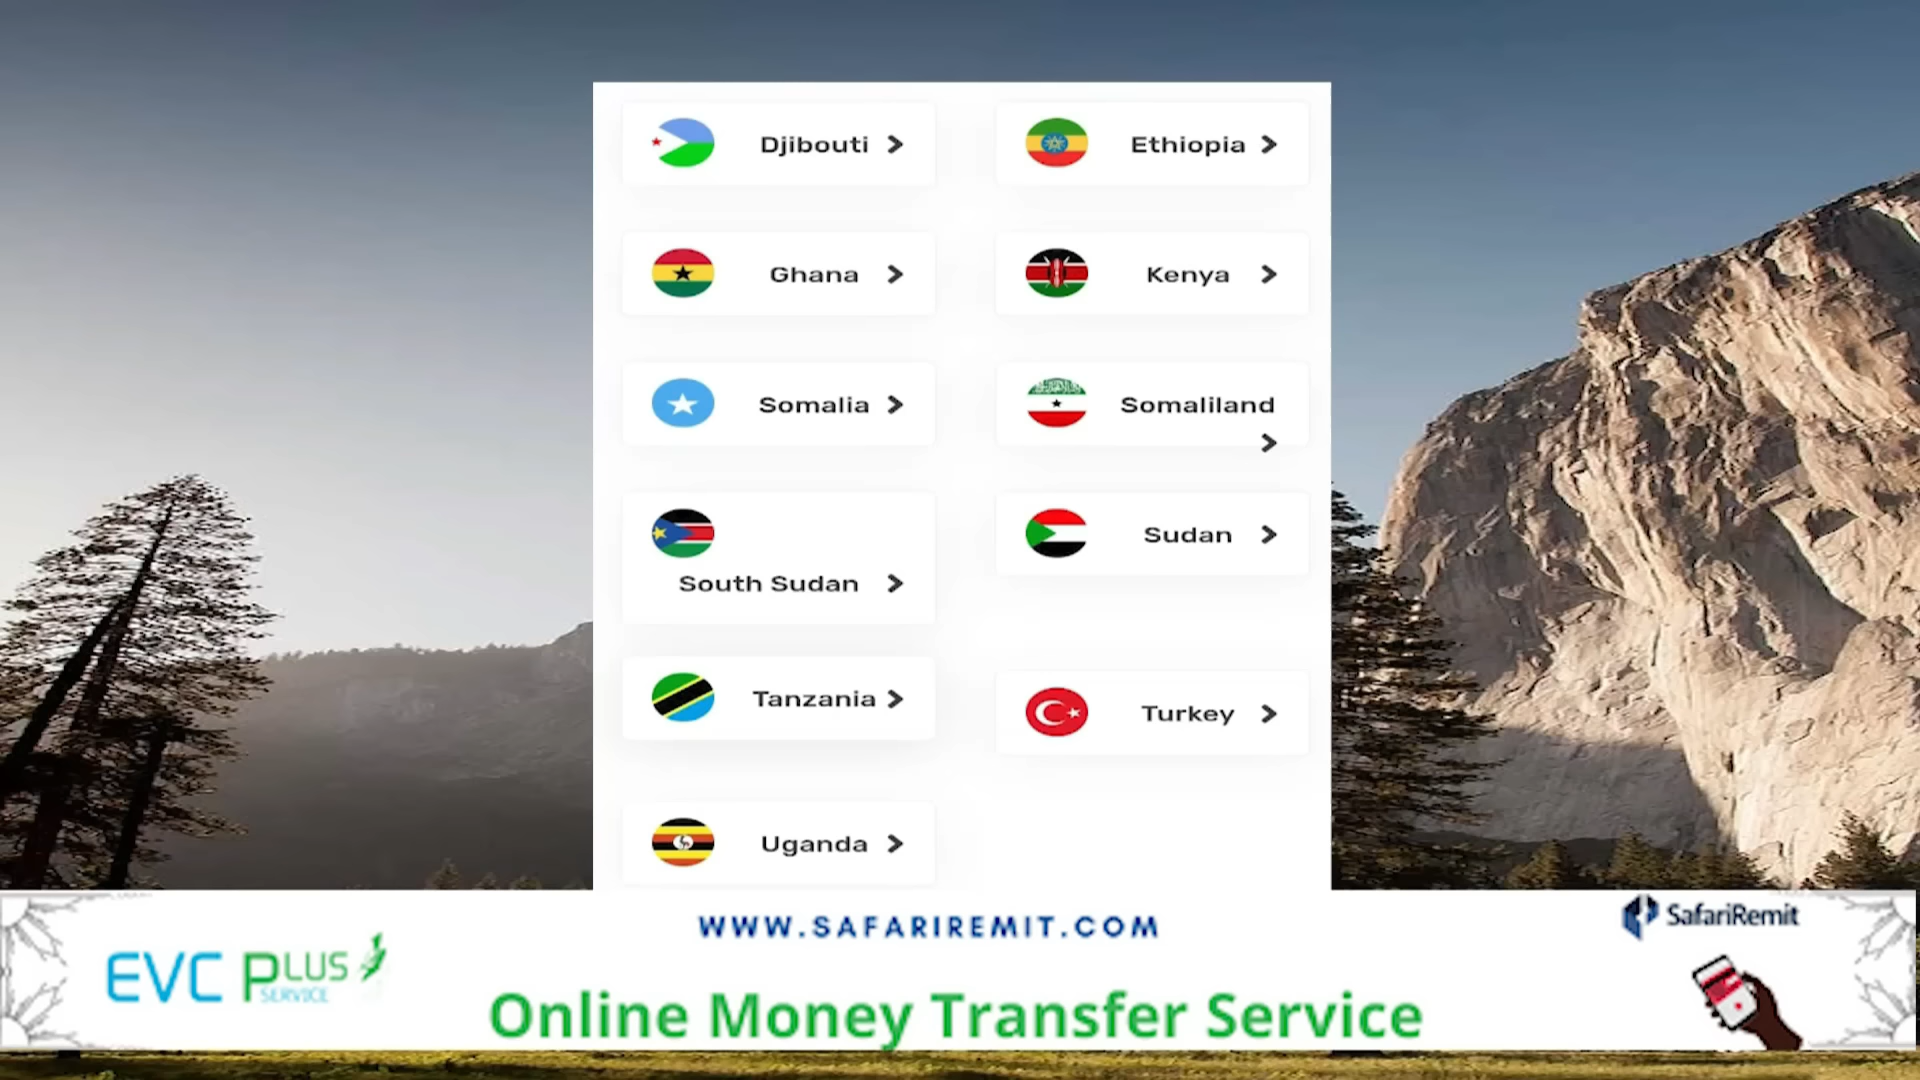 Djibouti
Ethiopia
Ghana
Kenya
Somalia
Somaliland
South Sudan
Sudan
Tanzania
Turkey
Uganda
WWW.SAFARIREMIT.COM
SafariRemit
EVC PLUS
SERVICE
Online Money Transfer Service